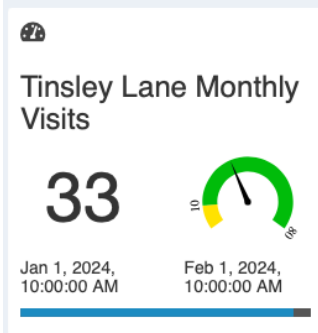 Tinsley Lane Monthly
Visits
33
10
80
Jan 1, 2024,
10:00:00 AM
Feb 1, 2024,
10:00:00 AM